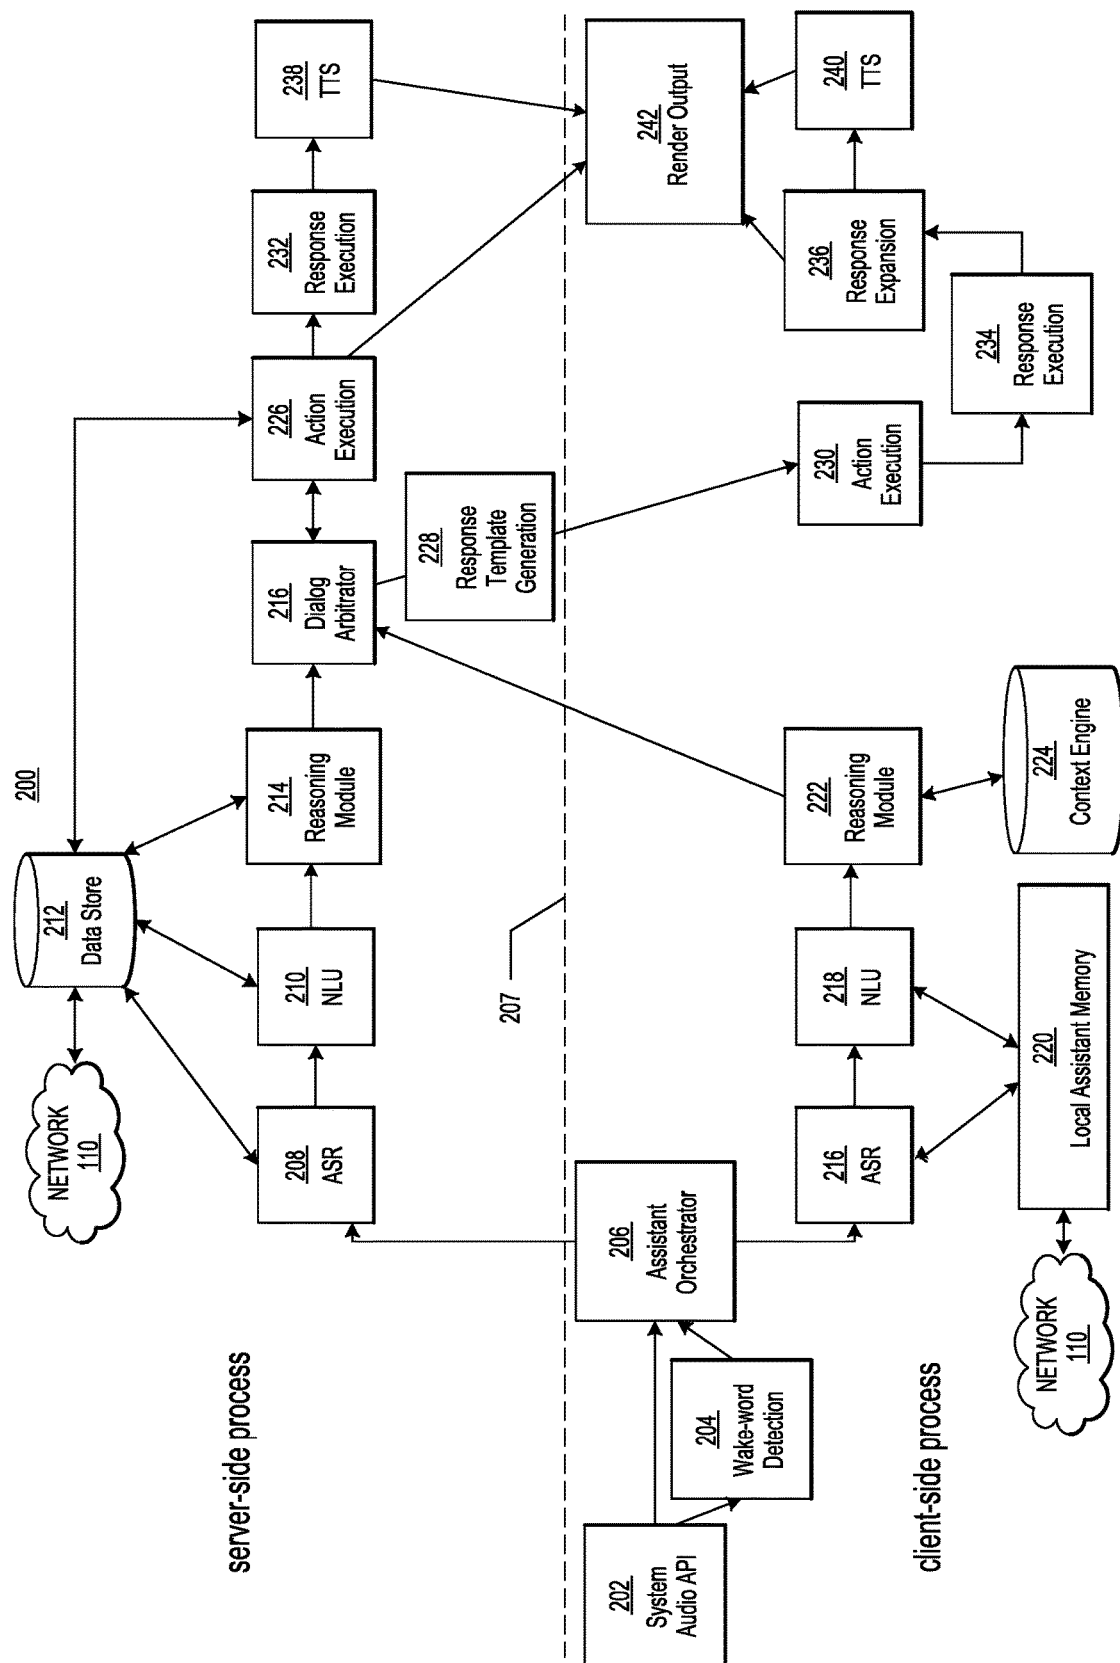 200
server-side process
NETWORK
110
212
Data Store
208
ASR
210
NLU
214
Reasoning
Module
216
Dialog
Arbitrator
226
Action
Execution
232
Response
Execution
238
TTS
228
Response
Template
Generation
207
202
System
Audio API
204
Wake-word
Detection
206
Assistant
Orchestrator
242
Render Output
client-side process
216
ASR
218
NLU
222
Reasoning
Module
230
Action
Execution
234
Response
Execution
236
Response
Expansion
240
TTS
NETWORK
110
220
Local Assistant Memory
224
Context Engine